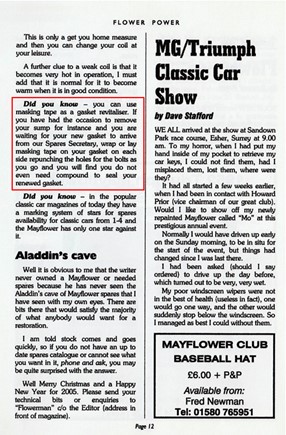 FLOWER POWER
This is only a get you home measure
and then you can change your coil at
your leisure.
A further clue to a weak coil is that it
becomes very hot in operation, I must
add that it is normal for it to become
warm when it is in good condition.
Did you know – you can use
masking tape as a gasket revitaliser. If
you have had the occasion to remove
your sump for instance and you are
waiting for your new gasket to arrive
from our Spares Secretary, wrap or lay
masking tape on your gasket on each
side repunching the holes for the bolts as
you go and you will find you do not
even need compound to seal your
renewed gasket.
Did you know – in the popular
classic car magazines of today they have
a marking system of stars for spares
availability for classic cars from 1-4 and
the Mayflower has only one star against
it.
Aladdin's cave
Well it is obvious to me that the writer
never owned a Mayflower or needed
spares because he has never seen the
Aladdin's cave of Mayflower spares that I
have seen with my own eyes. There are
bits there that would satisfy the majority
of what anybody would want for a
restoration.
I am told stock comes and goes
quickly, so if you do not have an up to
date spares catalogue or cannot see what
you want in it, phone and ask, you may
be quite surprised with the answer.
Well Merry Christmas and a Happy
New Year for 2005. Please send your
technical bits or enquiries to
"Flowerman" c/o the Editor (address in
front of magazine).
MG/Triumph
Classic Car
Show
by Dave Stafford
WE ALL arrived at the show at Sandown
Park race course, Esher, Surrey at 9.00
am. To my horror, when I had put my
hand inside of my pocket to retrieve my
car keys, I could not find them, had I
misplaced them, lost them, where were
they?
It had all started a few weeks earlier,
when I had been in contact with Howard
Prior (vice chairman of our great club).
Would I like to show off my newly
repainted Mayflower called "Mo" at this
prestigious annual event.
Normally I would have driven up early
on the Sunday morning, to be in situ for
the start of the event, but things had
changed since I was last there.
I had been asked (should I say
ordered) to drive up the day before,
which turned out to be very, very wet.
My poor windscreen wipers were not
in the best of health (useless in fact), one
would go one way, and the other would
suddenly stop below the windscreen. So
I managed as best I could without them.
MAYFLOWER CLUB
BASEBALL HAT
£6.00 + P&P
Available from:
Fred Newman
Tel: 01580 765951
Page 12